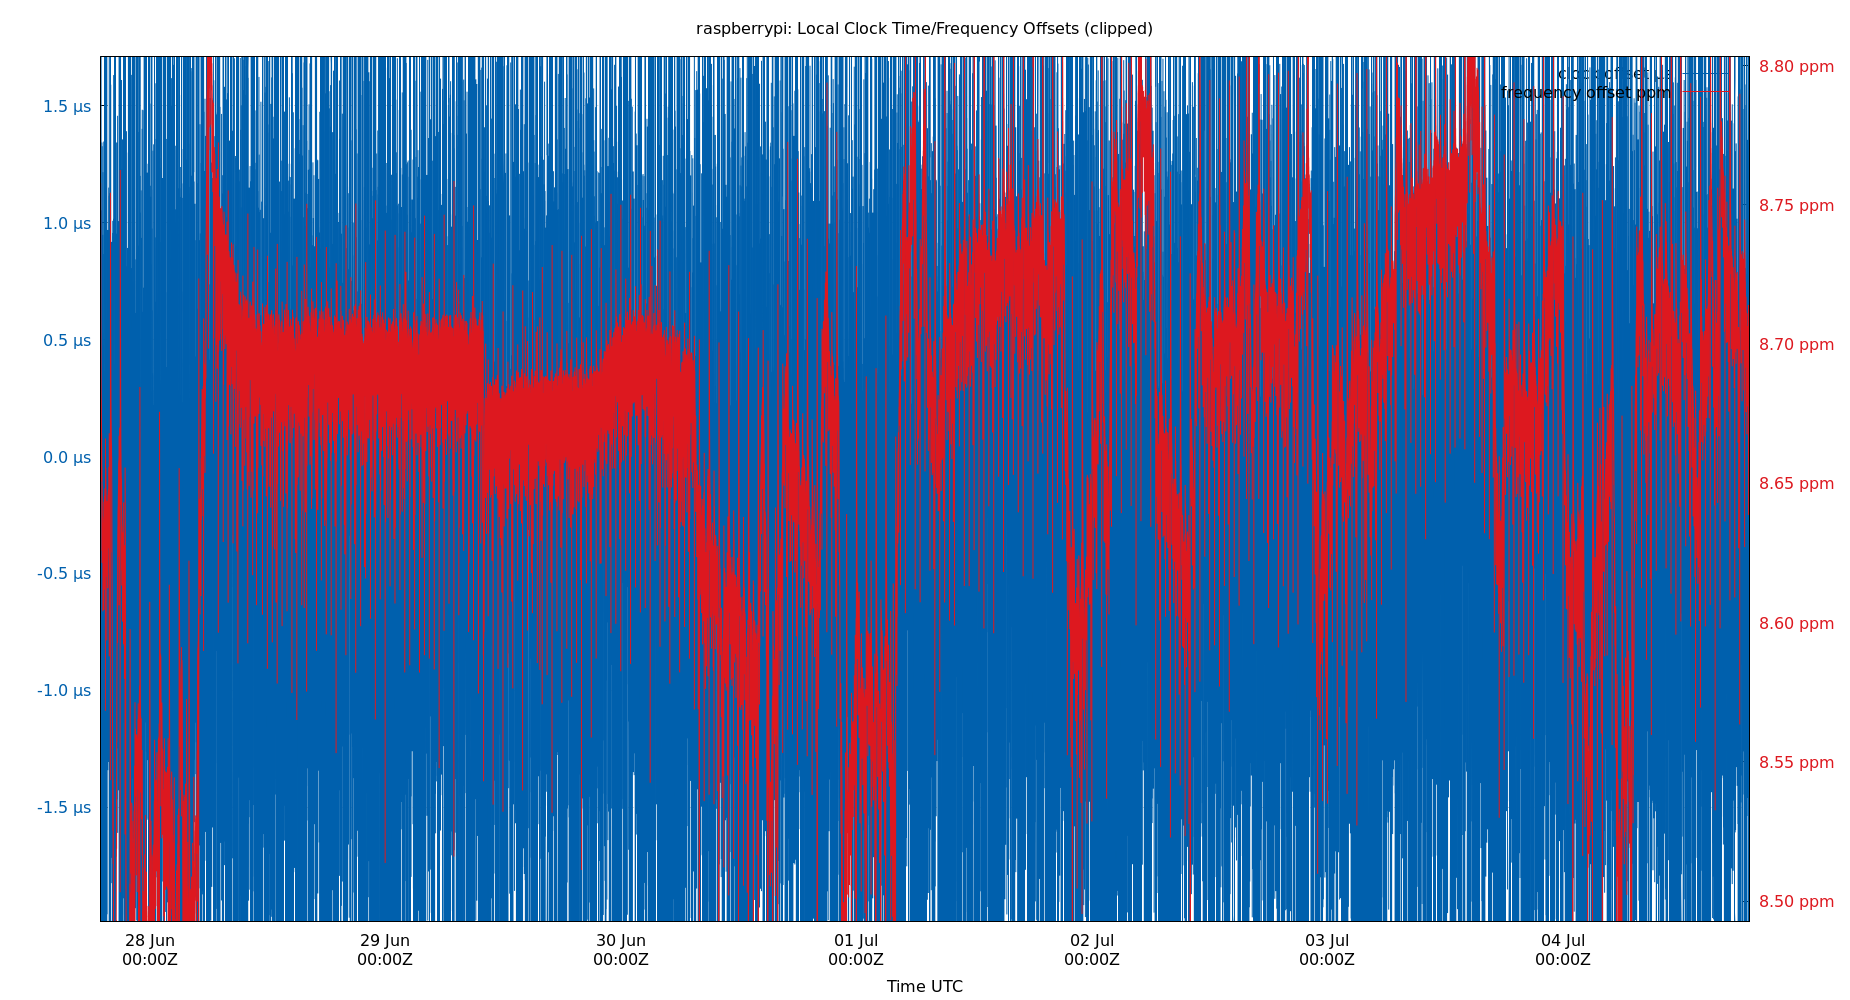 raspberrypi: Local Clock Time/Frequency Offsets (clipped)
clock offset µs
frequency offset ppm
1.5 µs
1.0 µs
0.5 µs
0.0 µs
-0.5 µs
-1.0 µs
-1.5 µs
8.80 ppm
8.75 ppm
8.70 ppm
8.65 ppm
8.60 ppm
8.55 ppm
8.50 ppm
28 Jun
00:00Z
29 Jun
00:00Z
30 Jun
00:00Z
01 Jul
00:00Z
02 Jul
00:00Z
03 Jul
00:00Z
04 Jul
00:00Z
Time UTC